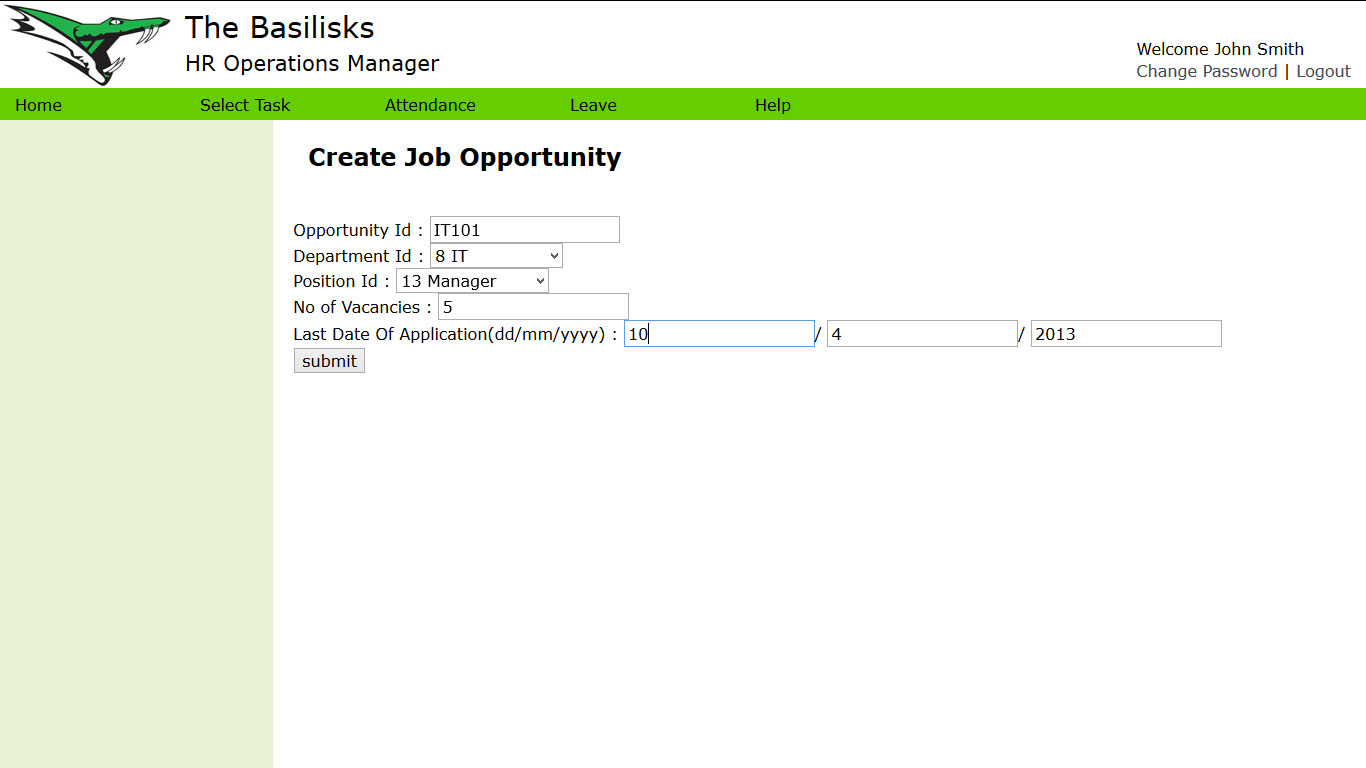 The Basilisks
HR Operations Manager
Welcome John Smith
Change Password | Logout
Home Select Task Attendance Leave Help
Create Job Opportunity
Opportunity Id : IT101
Department Id : 8 IT
Position Id : 13 Manager
No of Vacancies : 5
Last Date Of Application(dd/mm/yyyy) : 10 / 4 / 2013
submit